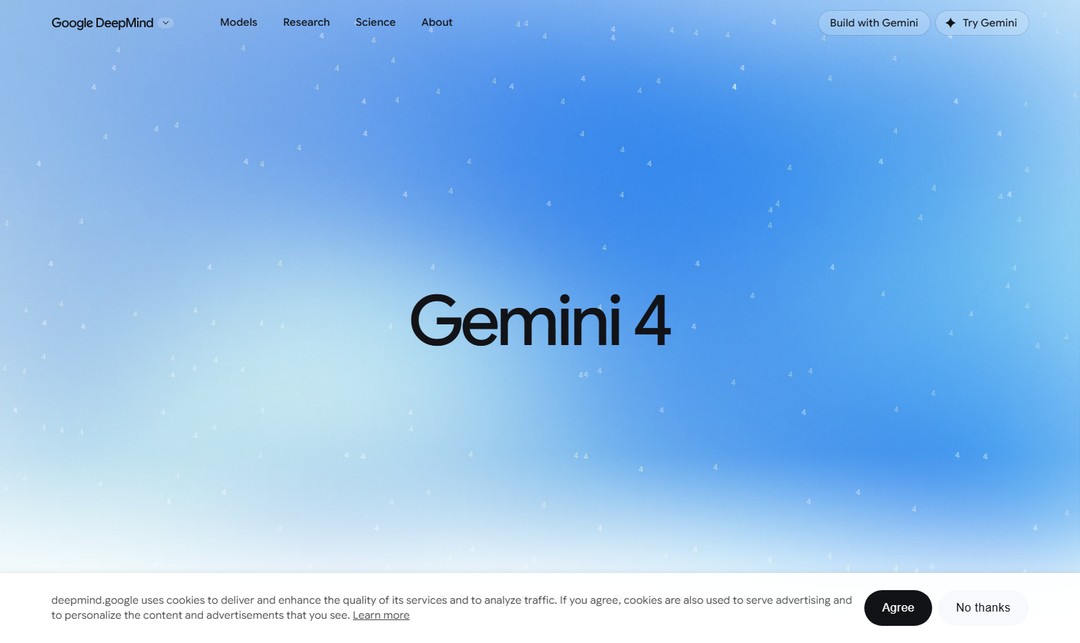 Google DeepMind
Models Research Science About
Build with Gemini
Try Gemini
Gemini 4
deepmind.google uses cookies to deliver and enhance the quality of its services and to analyze traffic. If you agree, cookies are also used to serve advertising and
to personalize the content and advertisements that you see. Learn more
Agree
No thanks